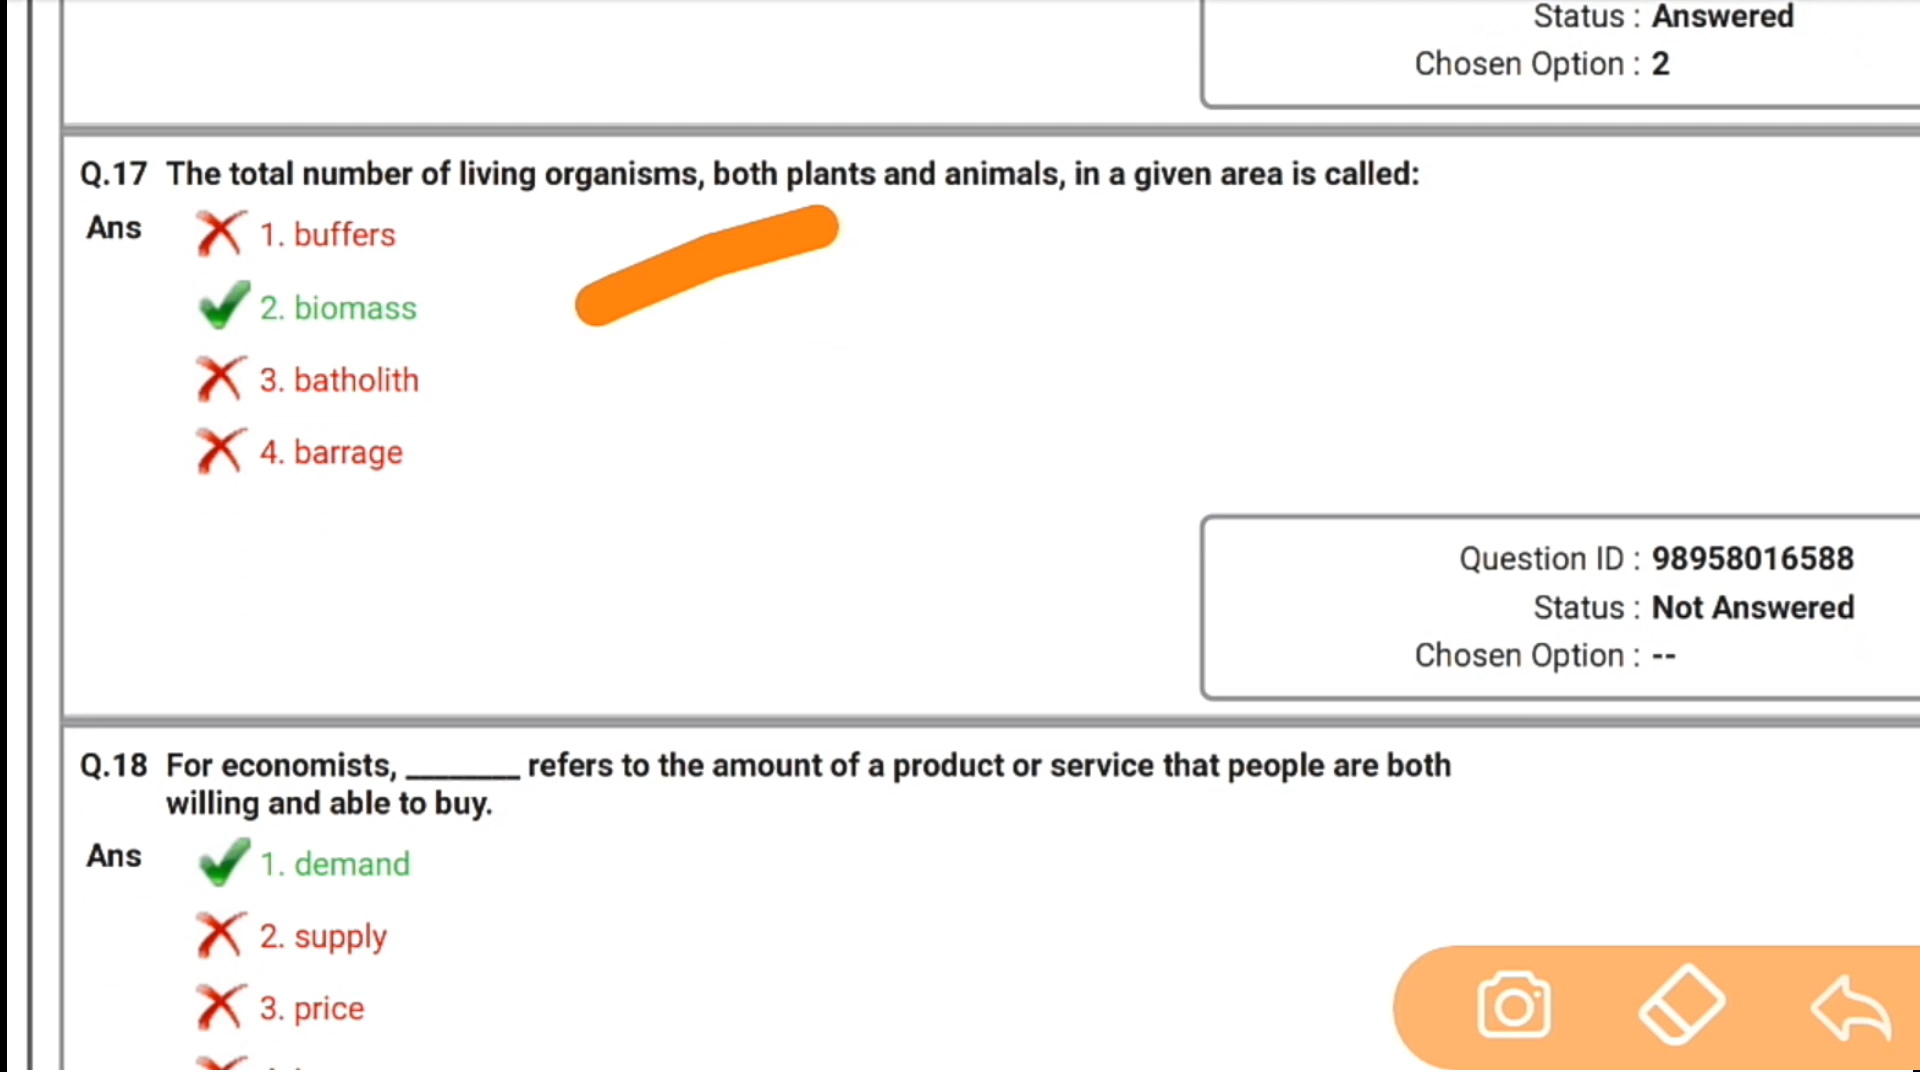 Status : Answered
Chosen Option : 2
Q.17 The total number of living organisms, both plants and animals, in a given area is called:
Ans 1. buffers
2. biomass
3. batholith
4. barrage
Question ID : 98958016588
Status : Not Answered
Chosen Option : --
Q.18 For economists, _______ refers to the amount of a product or service that people are both
willing and able to buy.
Ans 1. demand
2. supply
3. price